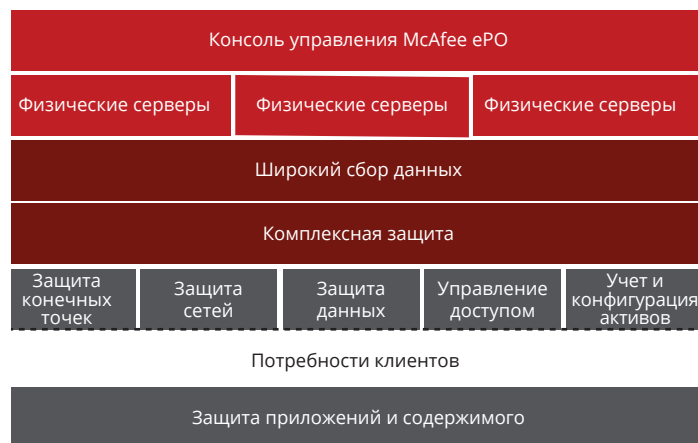 Консоль управления McAfee ePO
Физические серверы
Физические серверы
Физические серверы
Широкий сбор данных
Комплексная защита
Защита
конечных
точек
Защита
сетей
Защита
данных
Управление
доступом
Учет и
конфигурация
активов
Потребности клиентов
Защита приложений и содержимого